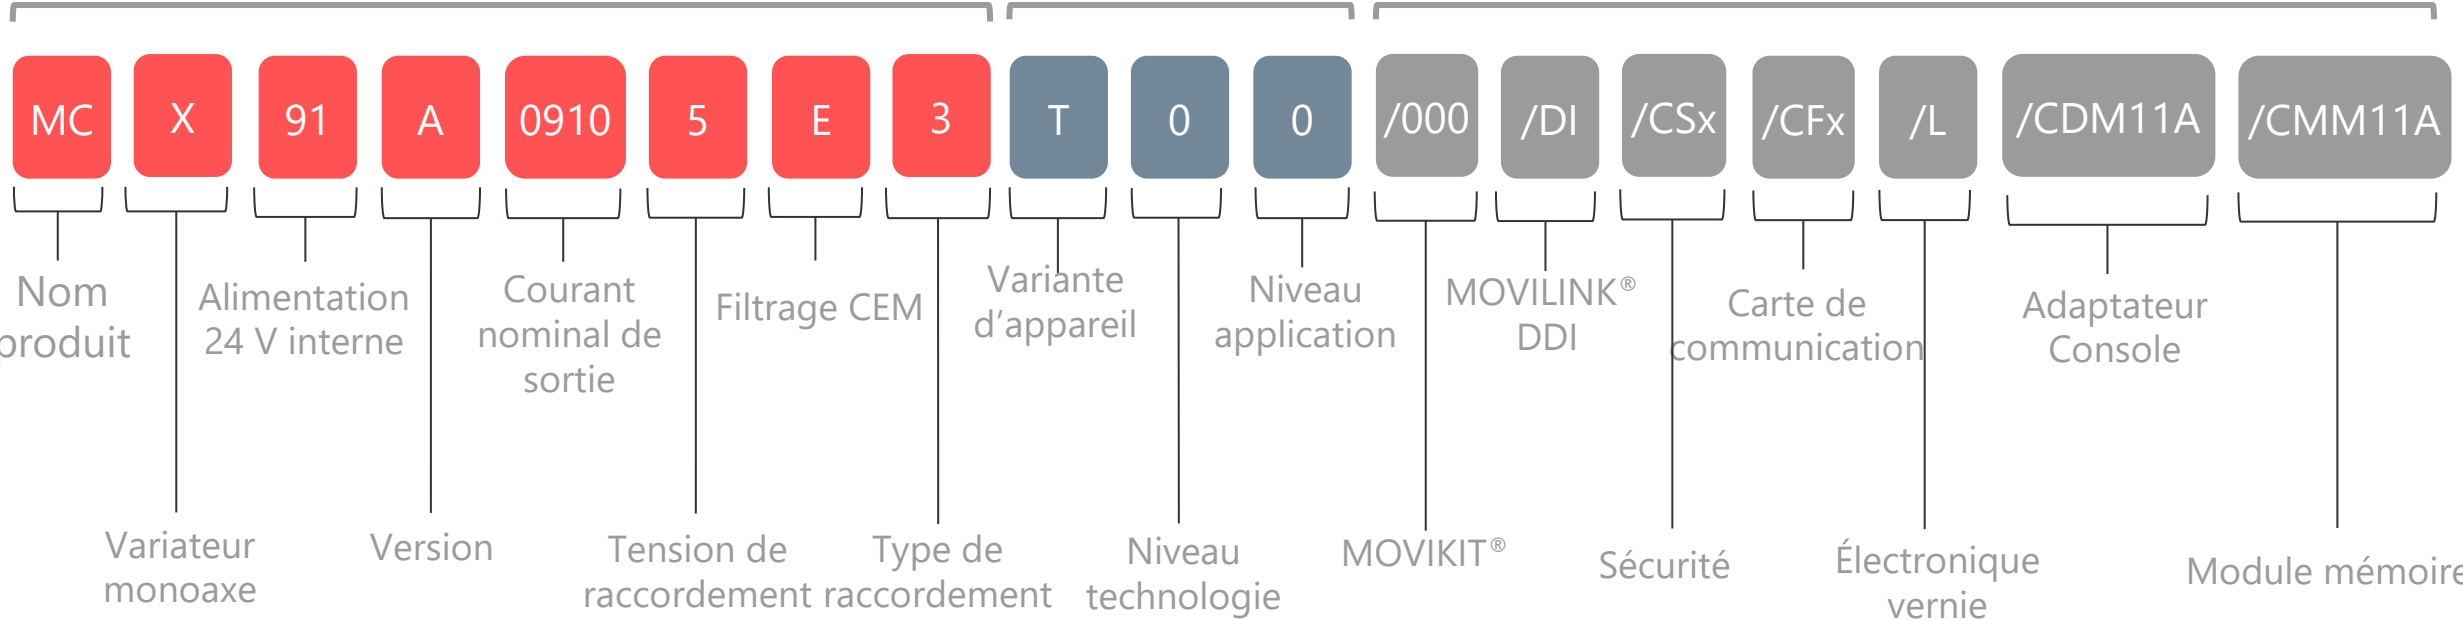 MC X 91 A 0910 5 E 3 T 0 0 /000 /DI /CSx /CFx /L /CDM11A /CMM11A
Nom
produit
Alimentation
24 V interne
Courant
nominal de
sortie
Filtrage CEM
Variante
d’appareil
Niveau
application
MOVILINK®
DDI
Carte de
communication
Adaptateur
Console
Variateur
monoaxe
Version
Tension de
raccordement
Type de
raccordement
Niveau
technologie
MOVIKIT®
Sécurité
Électronique
vernie
Module mémoire